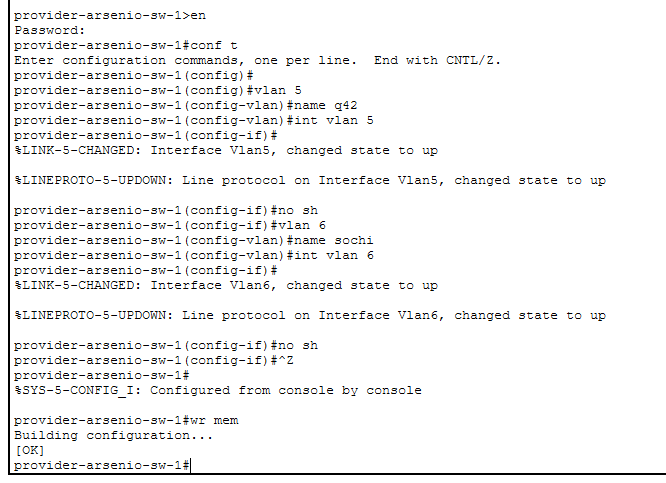 provider-arsenio-sw-1>en
Password:
provider-arsenio-sw-1#conf t
Enter configuration commands, one per line.  End with CNTL/Z.
provider-arsenio-sw-1(config)#
provider-arsenio-sw-1(config)#vlan 5
provider-arsenio-sw-1(config-vlan)#name q42
provider-arsenio-sw-1(config-vlan)#int vlan 5
provider-arsenio-sw-1(config-if)#
%LINK-5-CHANGED: Interface Vlan5, changed state to up

%LINEPROTO-5-UPDOWN: Line protocol on Interface Vlan5, changed state to up

provider-arsenio-sw-1(config-if)#no sh
provider-arsenio-sw-1(config-if)#vlan 6
provider-arsenio-sw-1(config-vlan)#name sochi
provider-arsenio-sw-1(config-vlan)#int vlan 6
provider-arsenio-sw-1(config-if)#
%LINK-5-CHANGED: Interface Vlan6, changed state to up

%LINEPROTO-5-UPDOWN: Line protocol on Interface Vlan6, changed state to up

provider-arsenio-sw-1(config-if)#no sh
provider-arsenio-sw-1(config-if)#^Z
provider-arsenio-sw-1#
%SYS-5-CONFIG_I: Configured from console by console

provider-arsenio-sw-1#wr mem
Building configuration...
[OK]
provider-arsenio-sw-1#